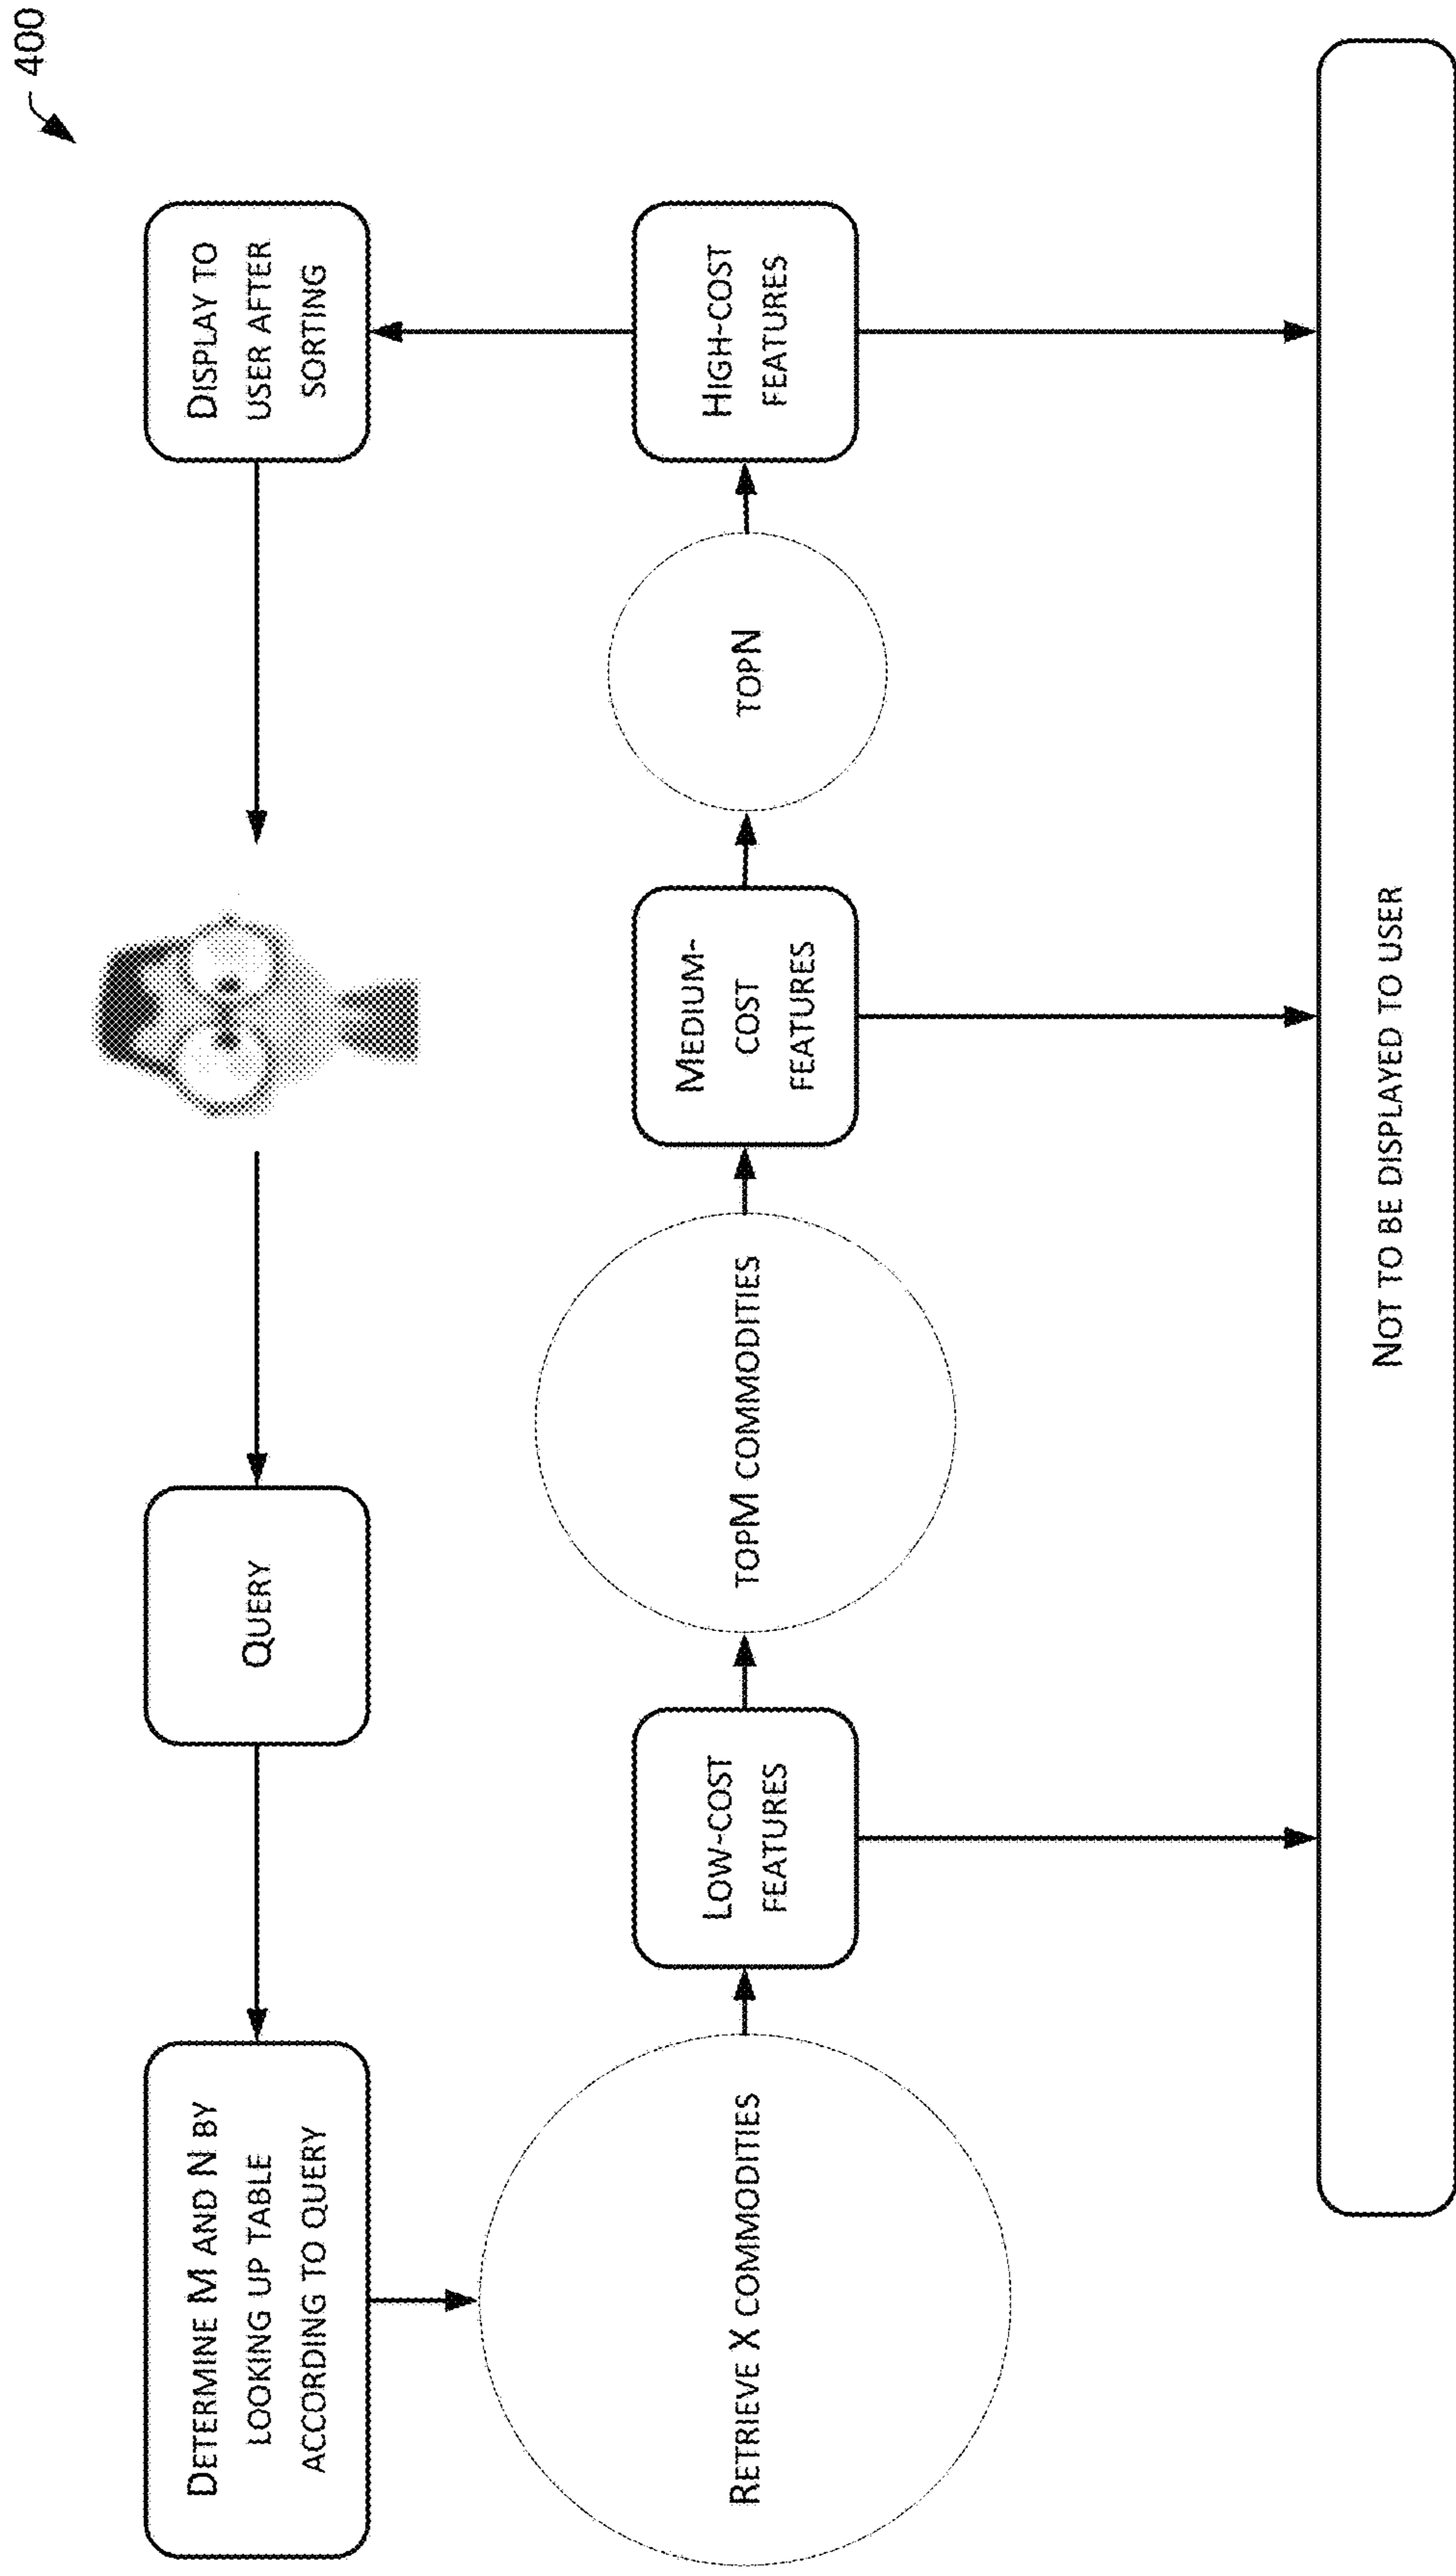 400
DETERMINE M AND N BY
LOOKING UP TABLE
ACCORDING TO QUERY
QUERY
DISPLAY TO
USER AFTER
SORTING
RETRIEVE X COMMODITIES
LOW-COST
FEATURES
TOPM COMMODITIES
MEDIUM-
COST
FEATURES
TOPN
HIGH-COST
FEATURES
NOT TO BE DISPLAYED TO USER